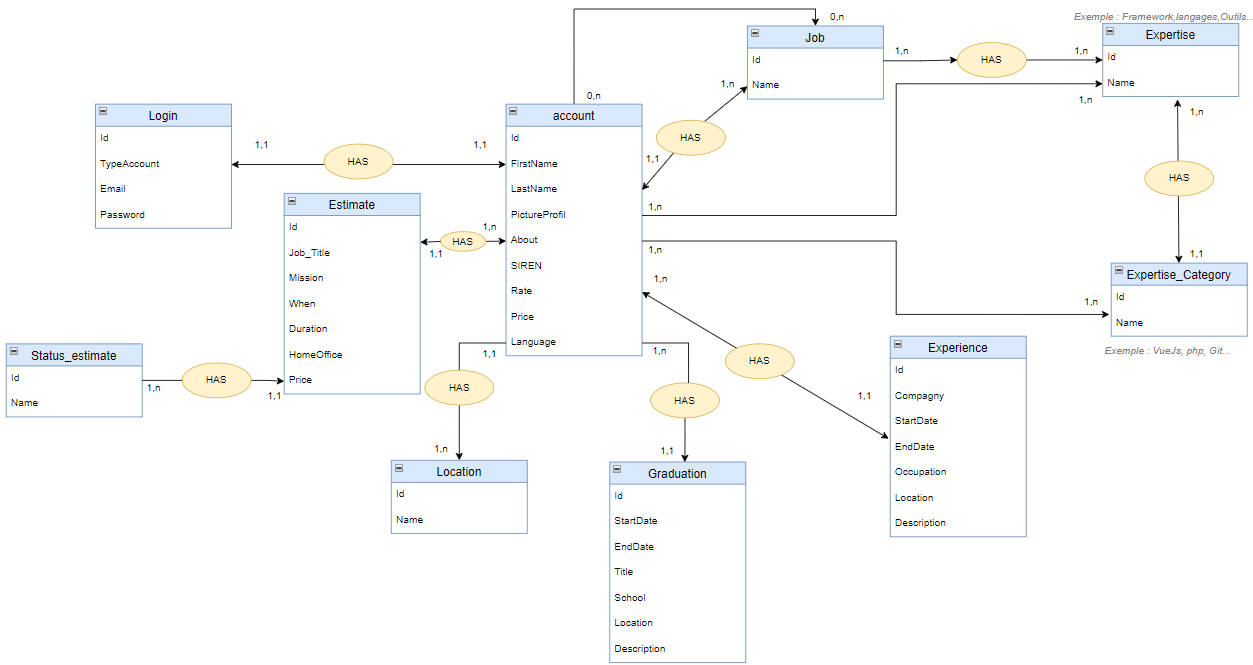 Exemple : Framework,langages,Outils...
0,n
Job
Id
Name
1,n
HAS
1,n
Expertise
Id
Name
1,n
1,n
HAS
1,1
Expertise_Category
Id
Name
Exemple : VueJs, php, Git...
0,n
account
Id
FirstName
LastName
PictureProfil
About
SIREN
Rate
Price
Language
1,n
HAS
1,1
1,n
1,n
1,n
1,n
HAS
1,1
Login
Id
TypeAccount
Email
Password
1,1
HAS
1,1
Estimate
Id
Job_Title
Mission
When
Duration
HomeOffice
Price
1,n
HAS
1,1
Status_estimate
Id
Name
1,n
HAS
1,1
1,1
HAS
1,n
Location
Id
Name
1,n
HAS
1,1
Graduation
Id
StartDate
EndDate
Title
School
Location
Description
Experience
Id
Compagny
StartDate
EndDate
Occupation
Location
Description